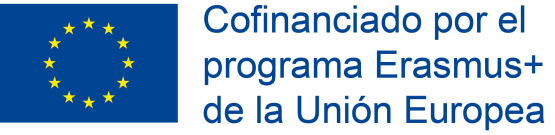 Cofinanciado por el
programa Erasmus+
de la Unión Europea